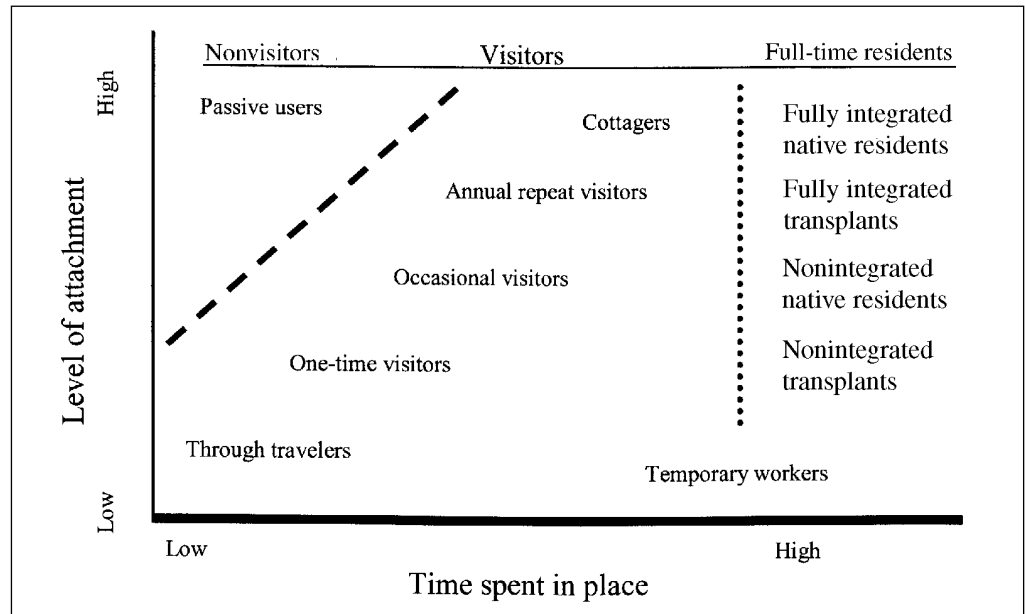 Nonvisitors Visitors Full-time residents
High
Passive users
Cottagers
Fully integrated
native residents
Annual repeat visitors
Fully integrated
transplants
Level of attachment
Occasional visitors
Nonintegrated
native residents
One-time visitors
Nonintegrated
transplants
Through travelers
Temporary workers
Low
Low
High
Time spent in place